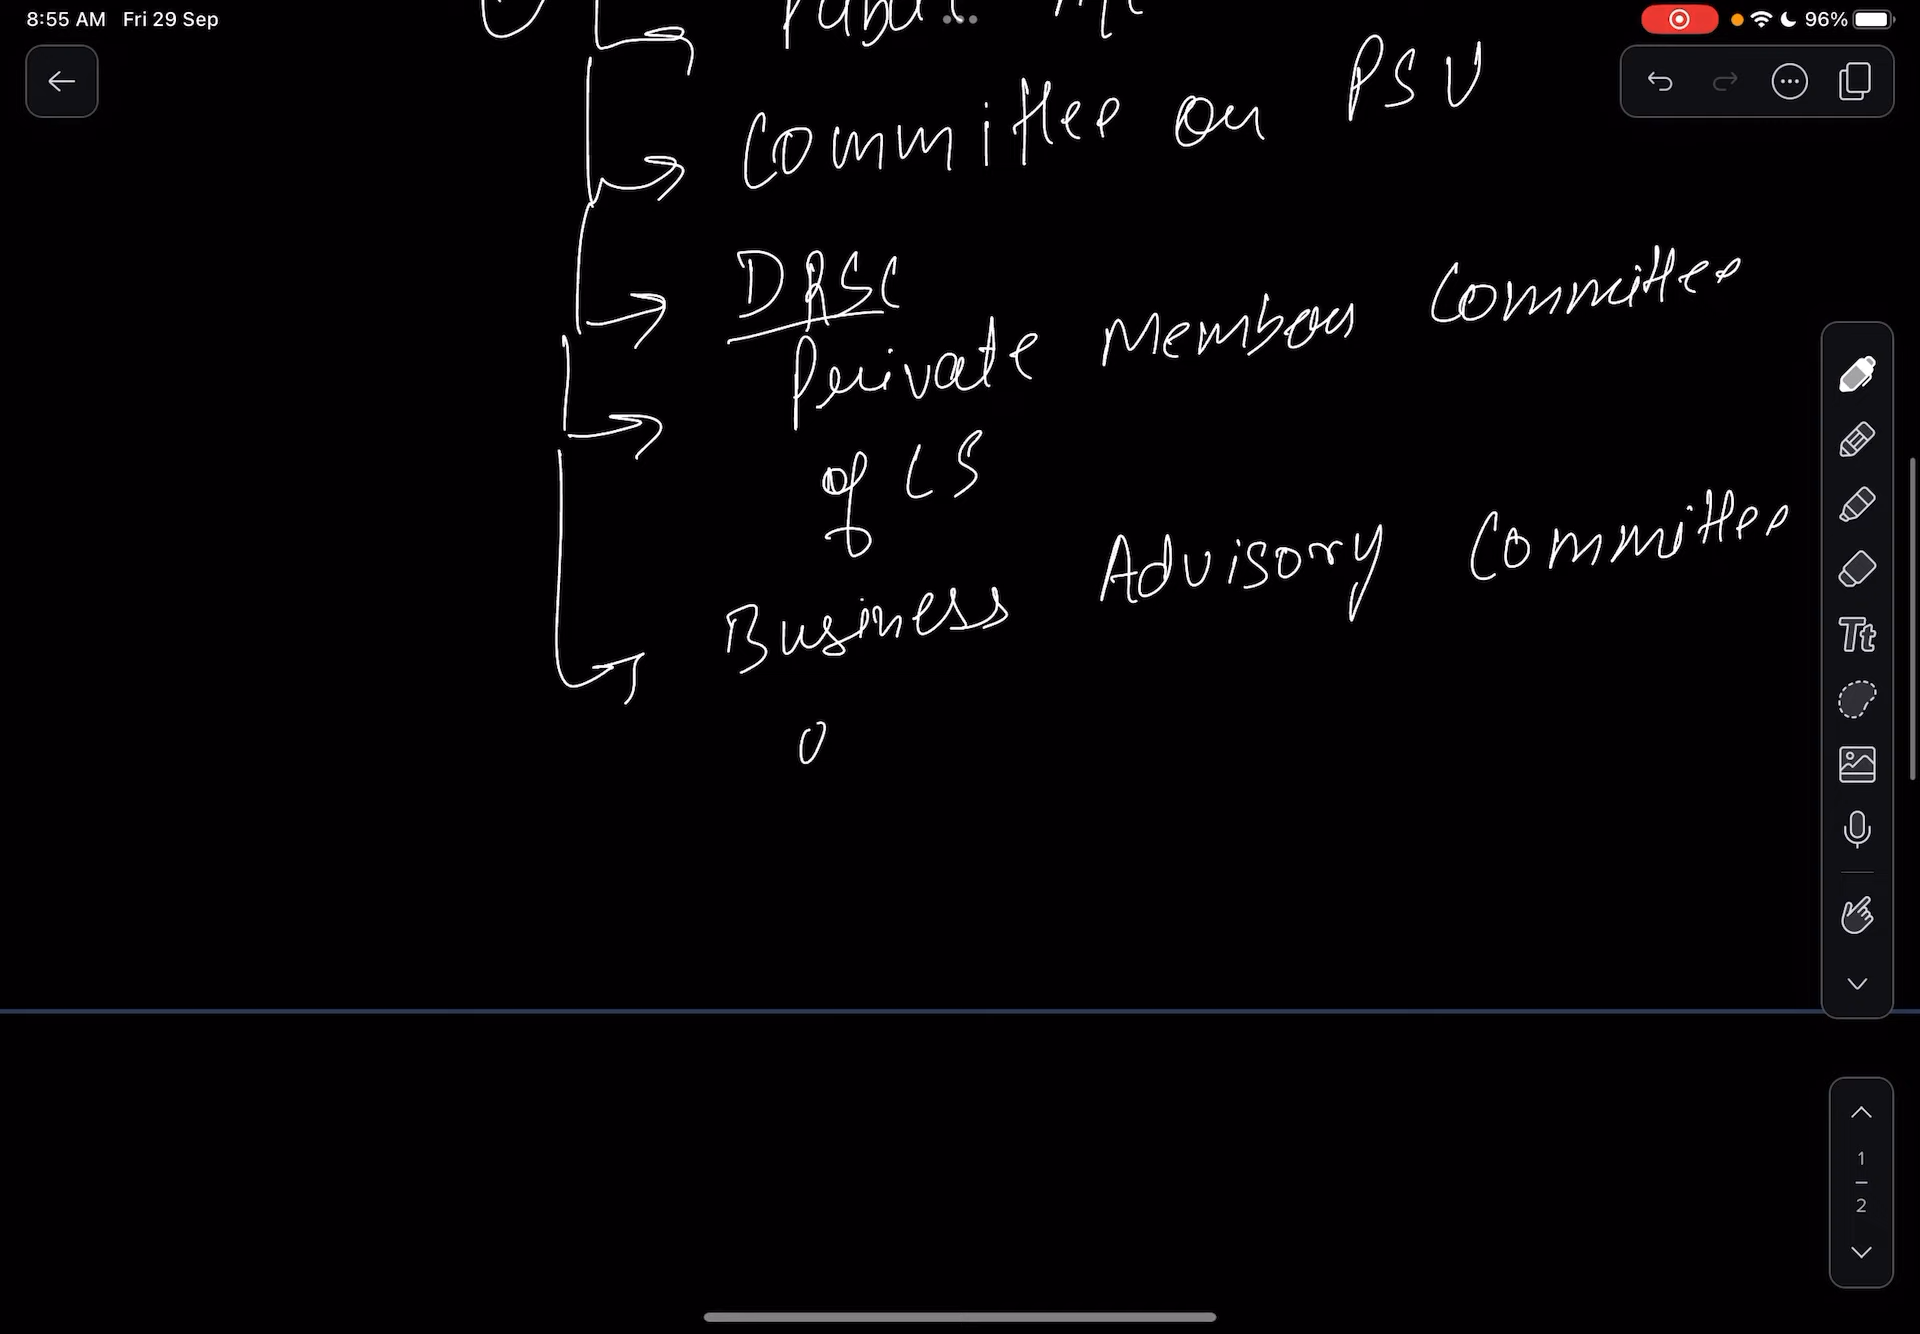 8:55 AM Fri 29 Sep
96%
Committee on PSU
DRSC
Private Members Committee
of LS
Business Advisory Committee
o
Tt
1
2